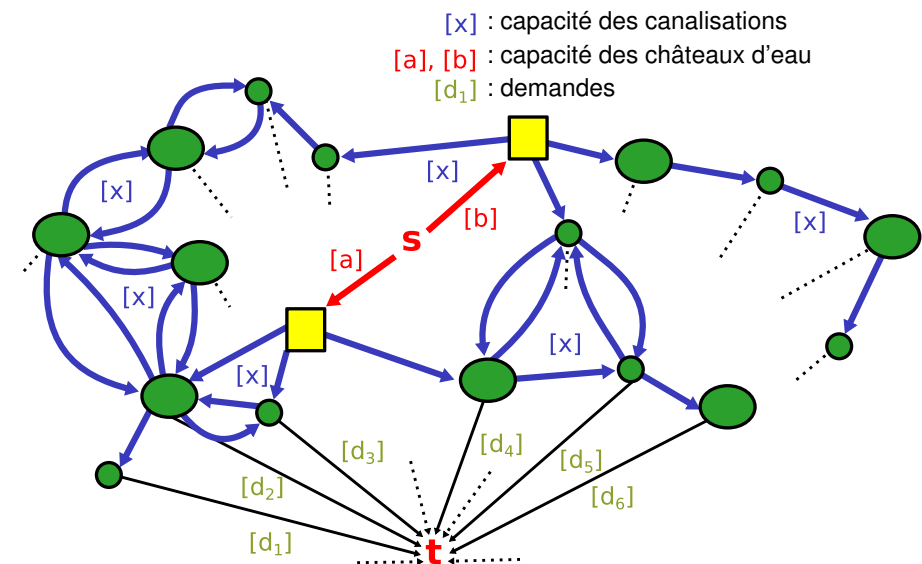 [x] : capacité des canalisations
[a], [b] : capacité des châteaux d'eau
[d1] : demandes
[x]
[x]
[b]
[x]
s
[a]
[x]
[x]
[x]
[d3]
[d4]
[d5]
[d2]
[d6]
[d1]
t